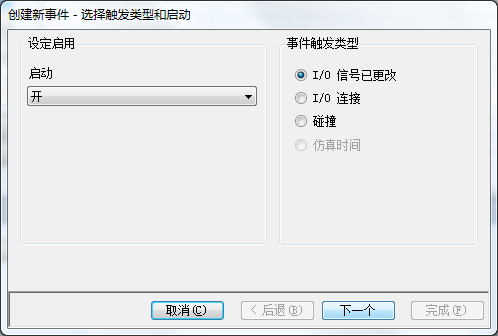 创建新事件 - 选择触发类型和启动
设定启用
启动
开
事件触发类型
I/O 信号已更改
I/O 连接
碰撞
仿真时间
取消(C)
< 后退(B)
下一个
完成(F)